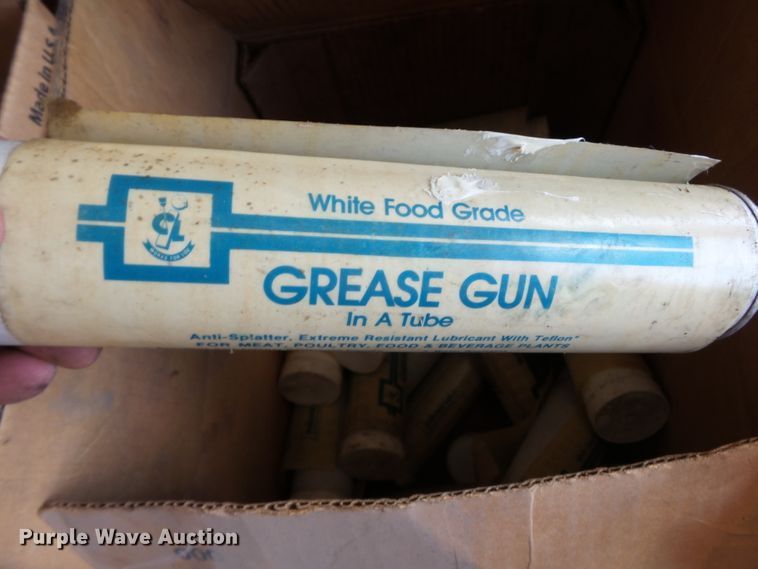 Made in U.S.A.
White Food Grade
GREASE GUN
In A Tube
Anti-Splatter, Extreme Resistant Lubricant With Teflon*
FOR MEAT, POULTRY, FOOD & BEVERAGE PLANTS
Purple Wave Auction